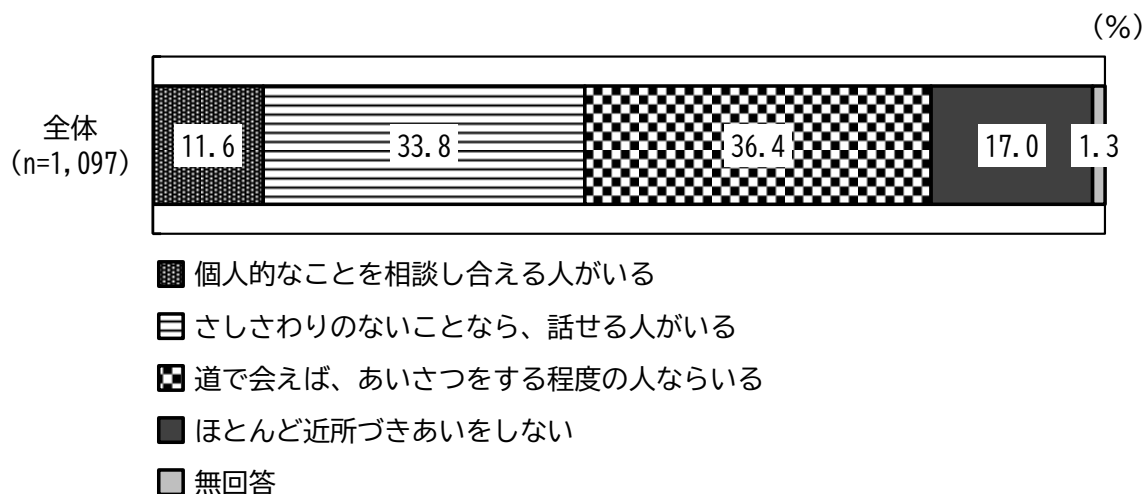 (%)
全体
(n=1,097)
11.6 33.8 36.4 17.0 1.3
個人的なことを相談し合える人がいる
さしさわりのないことなら、話せる人がいる
道で会えば、あいさつをする程度の人ならいる
ほとんど近所づきあいをしない
無回答